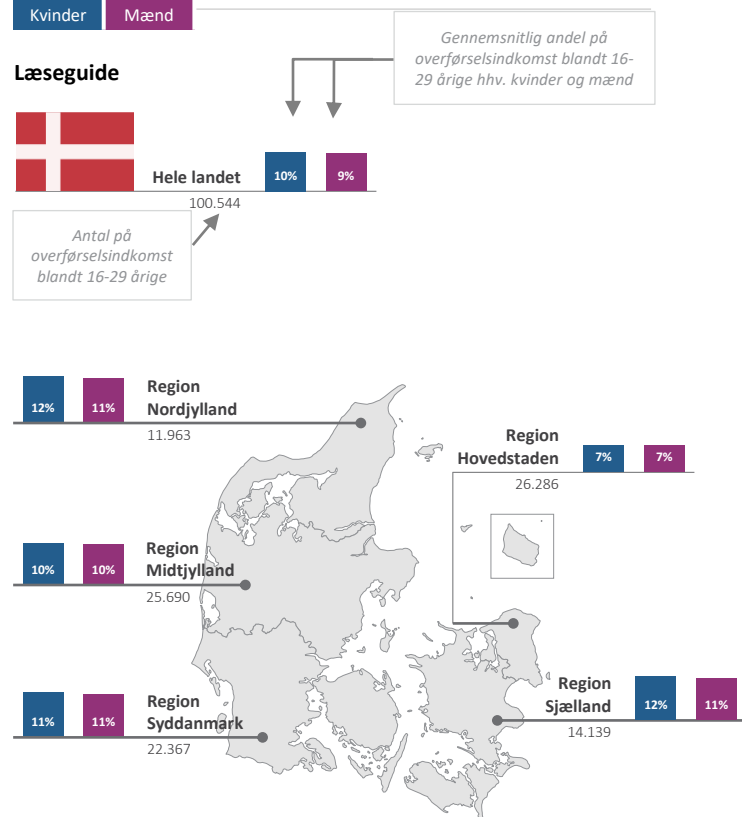 Kvinder
Mænd
Gennemsnitlig andel på
overførselsindkomst blandt 16-
29 årige hhv. kvinder og mænd
Læseguide
Hele landet
10%
9%
100.544
Antal på
overførselsindkomst
blandt 16-29 årige
12%
11%
Region
Nordjylland
11.963
Region
Hovedstaden
7%
7%
26.286
10%
10%
Region
Midtjylland
25.690
11%
11%
Region
Syddanmark
22.367
Region
Sjælland
12%
11%
14.139